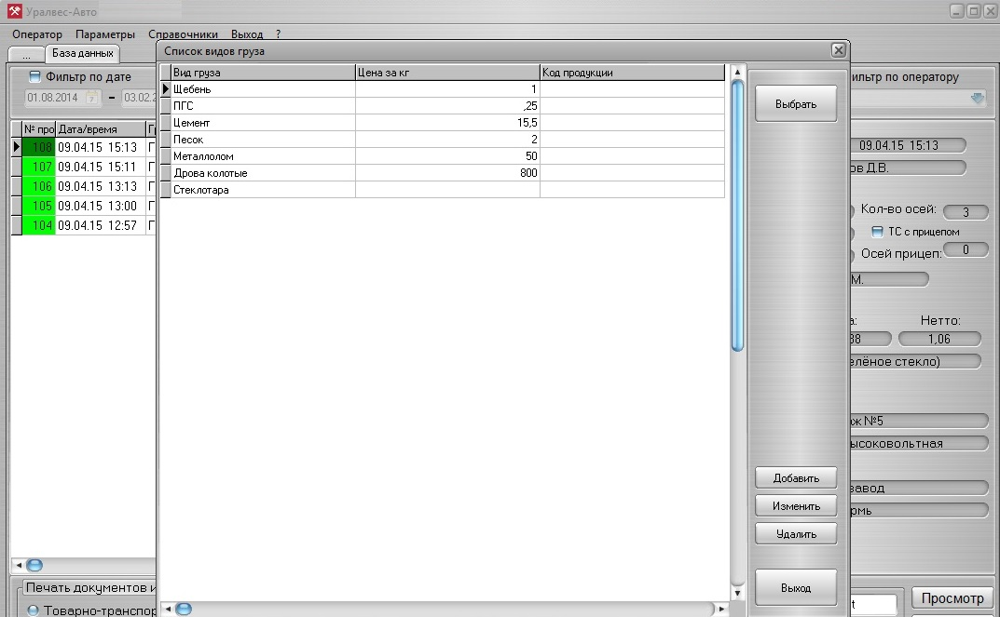 Уралвес-Авто
Оператор Параметры Справочники Выход ?
... База данных
Список видов груза
Фильтр по дате
01.08.2014 - 03.02.2
Вид груза Цена за кг Код продукции
Щебень 1
ПГС ,25
Цемент 15,5
Песок 2
Металлолом 50
Дрова колотые 800
Стеклотара
Выбрать
Добавить
Изменить
Удалить
Выход
№ про Дата/время Г
108 09.04.15 15:13 Г
107 09.04.15 15:11 Г
106 09.04.15 13:13 Г
105 09.04.15 13:00 Г
104 09.04.15 12:57 Г
ильтр по оператору
09.04.15 15:13
ов Д.В.
Кол-во осей: 3
ТС с прицепом
Осей прицеп: 0
М.
а: Нетто:
38 1,06
елёное стекло)
ж №5
ысоковольтная
завод
рмь
Печать документов и
Товарно-транспор
t Просмотр